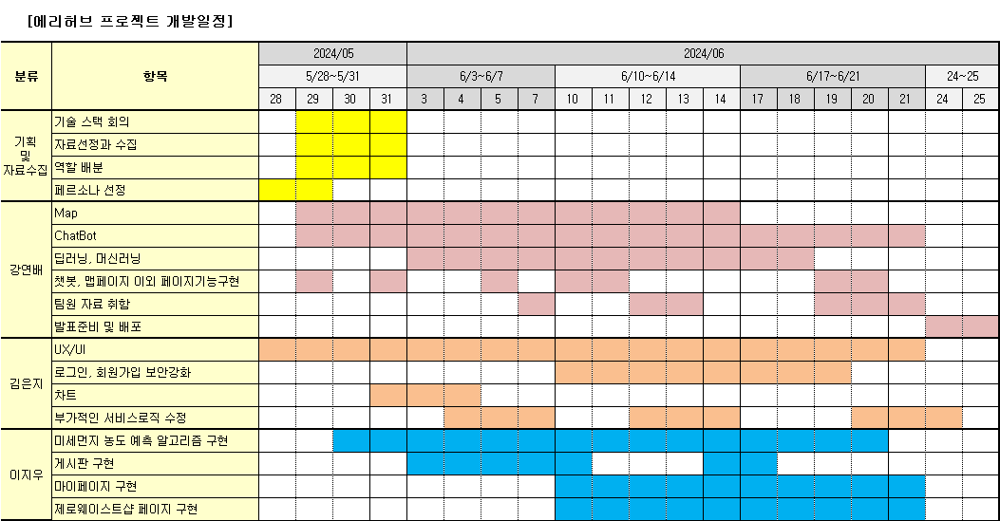 [에리허브 프로젝트 개발일정]
분류 항목 2024/05 2024/06
5/28~5/31 6/3~6/7 6/10~6/14 6/17~6/21 24~25
28 29 30 31 3 4 5 7 10 11 12 13 14 17 18 19 20 21 24 25
기획
및
자료수집
기술 스택 회의
자료선정과 수집
역할 배분
페르소나 선정
강연배
Map
ChatBot
딥러닝, 머신러닝
챗봇, 맵페이지 이외 페이지기능구현
팀원 자료 취합
발표준비 및 배포
김은지
UX/UI
로그인, 회원가입 보안강화
차트
부가적인 서비스로직 수정
이지우
미세먼지 농도 예측 알고리즘 구현
게시판 구현
마이페이지 구현
제로웨이스트샵 페이지 구현